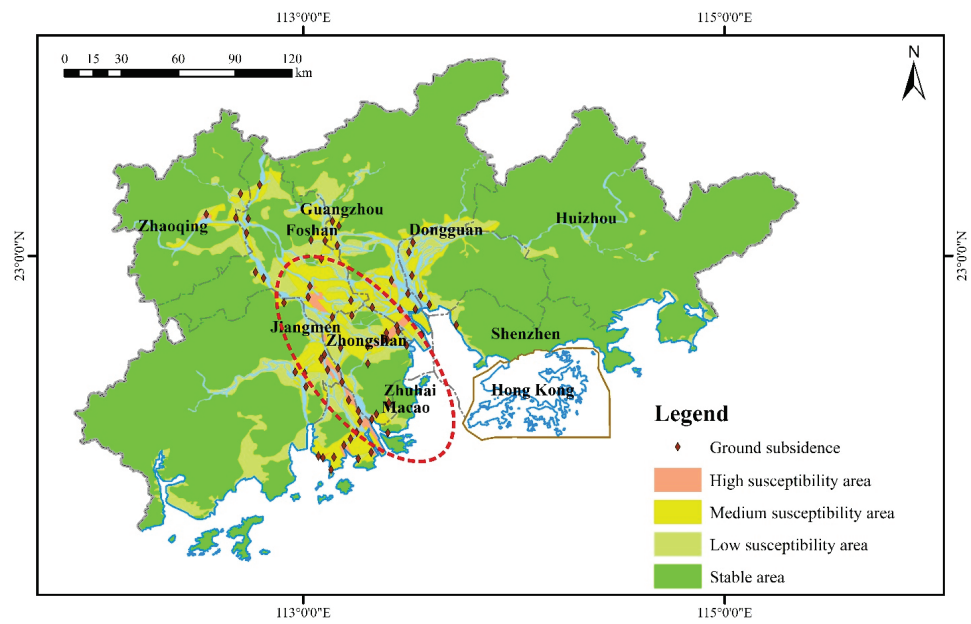 113°0'0"E 115°0'0"E
0 15 30 60 90 120
km
N
Guangzhou
Zhaoqing Foshan Dongguan Huizhou
23°0'0"N 23°0'0"N
Jiangmen
Zhongshan Shenzhen
Zhuhai Hong Kong
Macao
Legend
Ground subsidence
High susceptibility area
Medium susceptibility area
Low susceptibility area
Stable area
113°0'0"E 115°0'0"E